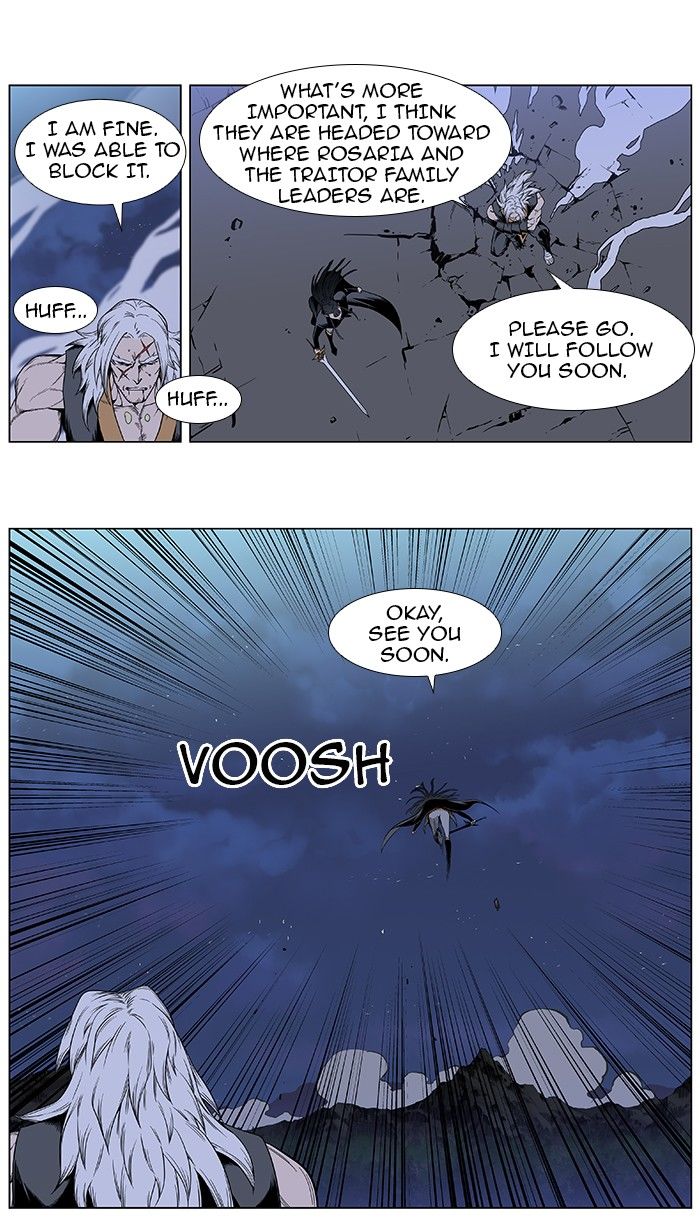 I AM FINE.
I WAS ABLE TO
BLOCK IT.
HUFF...
HUFF...
WHAT'S MORE
IMPORTANT, I THINK
THEY ARE HEADED TOWARD
WHERE ROSARIA AND
THE TRAITOR FAMILY
LEADERS ARE.
PLEASE GO.
I WILL FOLLOW
YOU SOON.
OKAY,
SEE YOU
SOON.
VOOSH